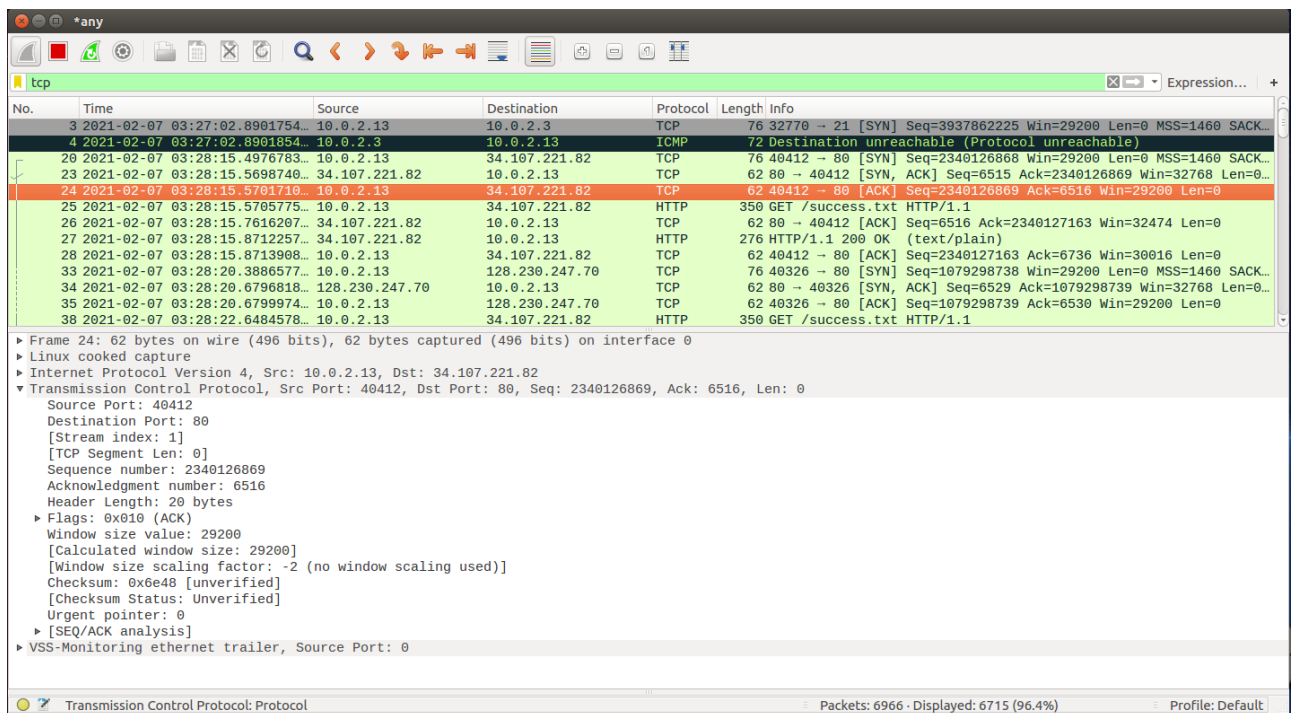 *any
tcp
Expression… +
No. Time Source Destination Protocol Length Info
3 2021-02-07 03:27:02.8901754… 10.0.2.13 10.0.2.3 TCP 76 32770 → 21 [SYN] Seq=3937862225 Win=29200 Len=0 MSS=1460 SACK…
4 2021-02-07 03:27:02.8901854… 10.0.2.3 10.0.2.13 ICMP 72 Destination unreachable (Protocol unreachable)
20 2021-02-07 03:28:15.4976783… 10.0.2.13 34.107.221.82 TCP 76 40412 → 80 [SYN] Seq=2340126868 Win=29200 Len=0 MSS=1460 SACK…
23 2021-02-07 03:28:15.5698740… 34.107.221.82 10.0.2.13 TCP 62 80 → 40412 [SYN, ACK] Seq=6515 Ack=2340126869 Win=32768 Len=0…
24 2021-02-07 03:28:15.5701710… 10.0.2.13 34.107.221.82 TCP 62 40412 → 80 [ACK] Seq=2340126869 Ack=6516 Win=29200 Len=0
25 2021-02-07 03:28:15.5705775… 10.0.2.13 34.107.221.82 HTTP 350 GET /success.txt HTTP/1.1
26 2021-02-07 03:28:15.7616207… 34.107.221.82 10.0.2.13 TCP 62 80 → 40412 [ACK] Seq=6516 Ack=2340127163 Win=32474 Len=0
27 2021-02-07 03:28:15.8712257… 34.107.221.82 10.0.2.13 HTTP 276 HTTP/1.1 200 OK (text/plain)
28 2021-02-07 03:28:15.8713908… 10.0.2.13 34.107.221.82 TCP 62 40412 → 80 [ACK] Seq=2340127163 Ack=6736 Win=30016 Len=0
33 2021-02-07 03:28:20.3886577… 10.0.2.13 128.230.247.70 TCP 76 40326 → 80 [SYN] Seq=1079298738 Win=29200 Len=0 MSS=1460 SACK…
34 2021-02-07 03:28:20.6796818… 128.230.247.70 10.0.2.13 TCP 62 80 → 40326 [SYN, ACK] Seq=6529 Ack=1079298739 Win=32768 Len=0…
35 2021-02-07 03:28:20.6799974… 10.0.2.13 128.230.247.70 TCP 62 40326 → 80 [ACK] Seq=1079298739 Ack=6530 Win=29200 Len=0
38 2021-02-07 03:28:22.6484578… 10.0.2.13 34.107.221.82 HTTP 350 GET /success.txt HTTP/1.1
Frame 24: 62 bytes on wire (496 bits), 62 bytes captured (496 bits) on interface 0
Linux cooked capture
Internet Protocol Version 4, Src: 10.0.2.13, Dst: 34.107.221.82
Transmission Control Protocol, Src Port: 40412, Dst Port: 80, Seq: 2340126869, Ack: 6516, Len: 0
Source Port: 40412
Destination Port: 80
[Stream index: 1]
[TCP Segment Len: 0]
Sequence number: 2340126869
Acknowledgment number: 6516
Header Length: 20 bytes
Flags: 0x010 (ACK)
Window size value: 29200
[Calculated window size: 29200]
[Window size scaling factor: -2 (no window scaling used)]
Checksum: 0x6e48 [unverified]
[Checksum Status: Unverified]
Urgent pointer: 0
[SEQ/ACK analysis]
VSS-Monitoring ethernet trailer, Source Port: 0
Transmission Control Protocol: Protocol Packets: 6966 · Displayed: 6715 (96.4%) Profile: Default